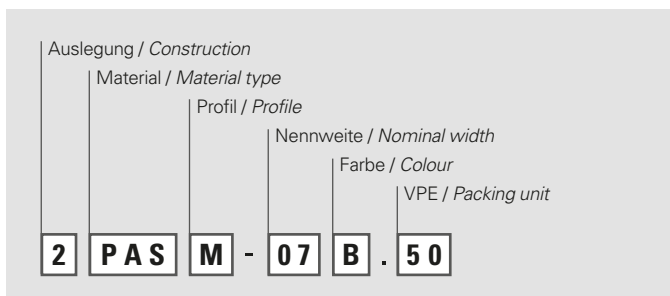 Auslegung / Construction
Material / Material type
Profil / Profile
Nennweite / Nominal width
Farbe / Colour
VPE / Packing unit
2 PAS M - 07 B . 50